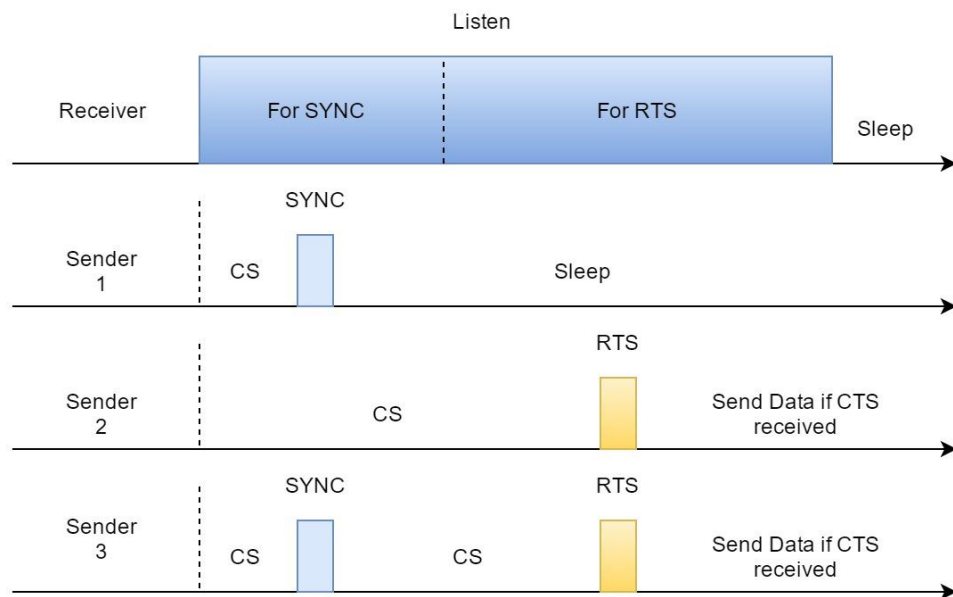 Listen
Receiver
For SYNC
For RTS
Sleep
SYNC
Sender
1
CS
Sleep
RTS
Sender
2
CS
Send Data if CTS
received
SYNC
RTS
Sender
3
CS
CS
Send Data if CTS
received